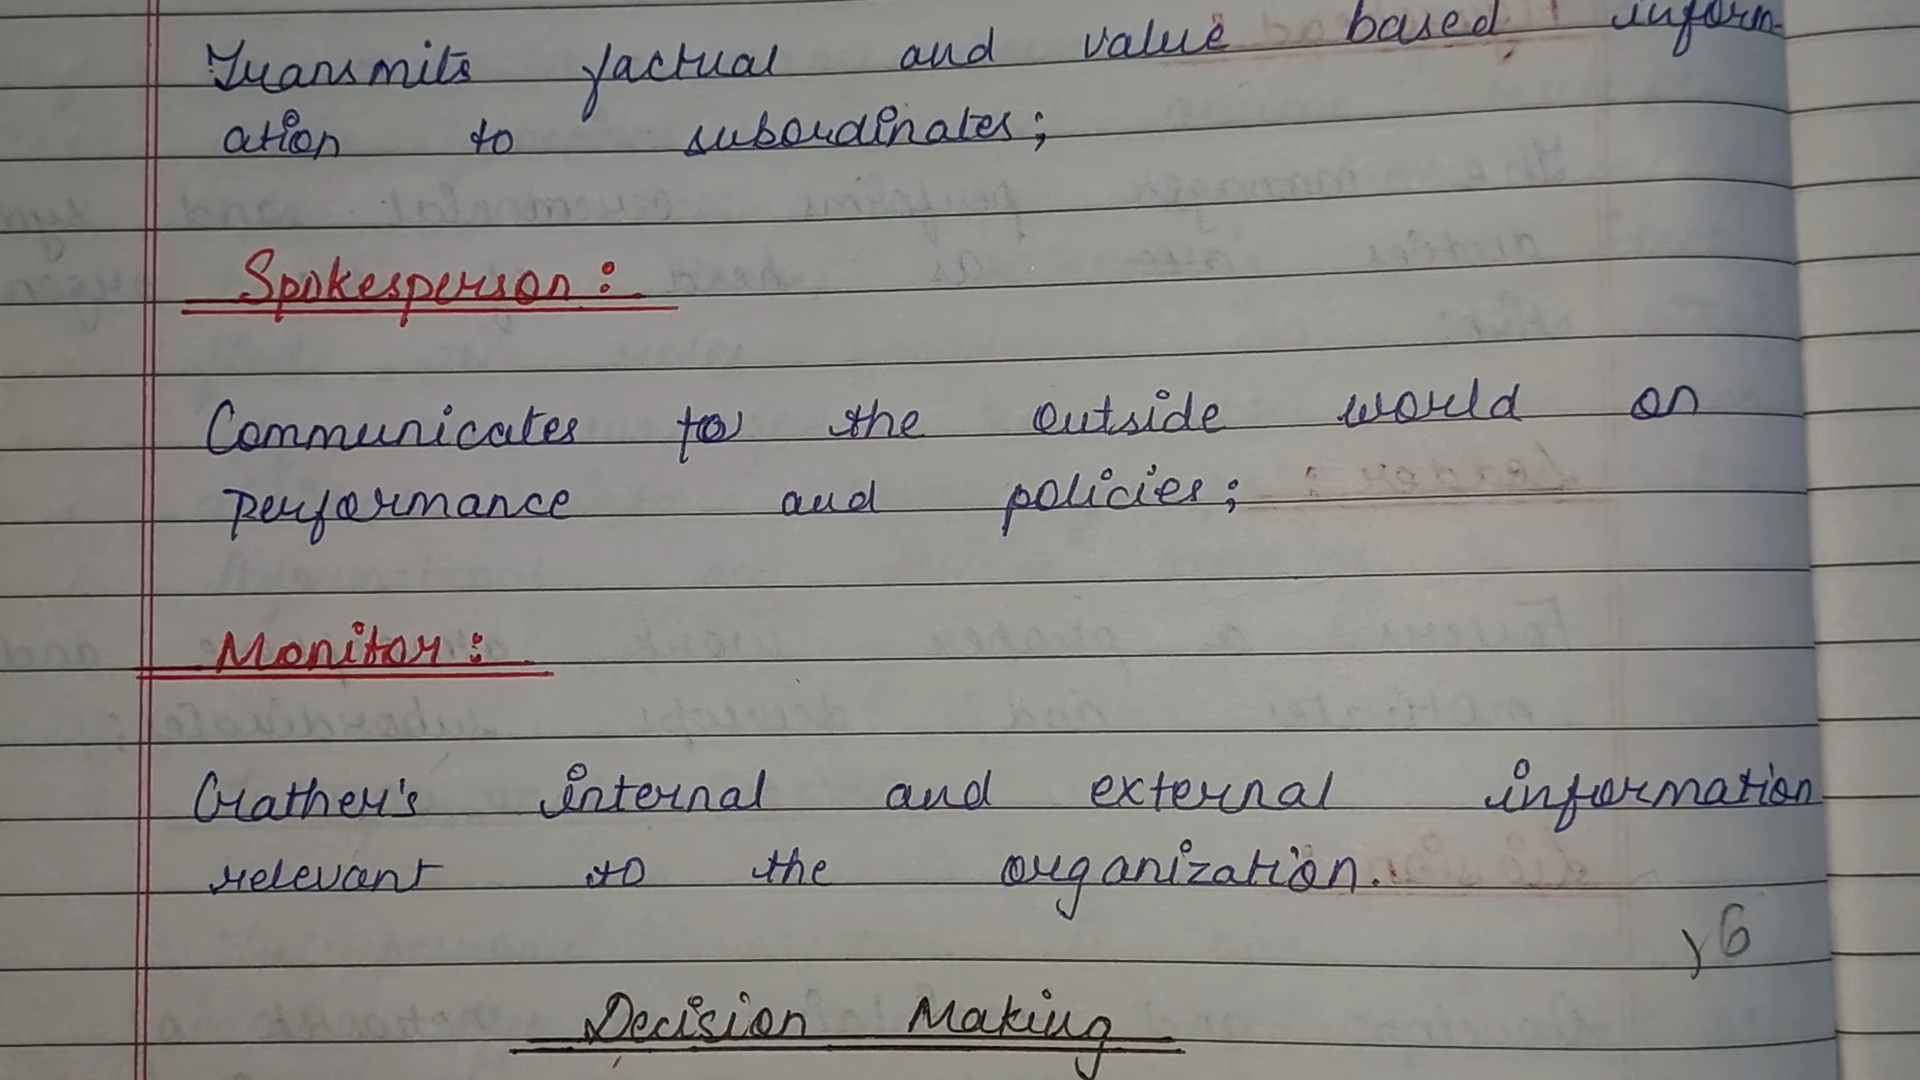 Transmits factual and value based inform-
ation to subordinates;
Spokesperson:
Communicates to the outside world on
performance and policies;
Monitor:
Gather's internal and external information
relevant to the organization.
Decision Making